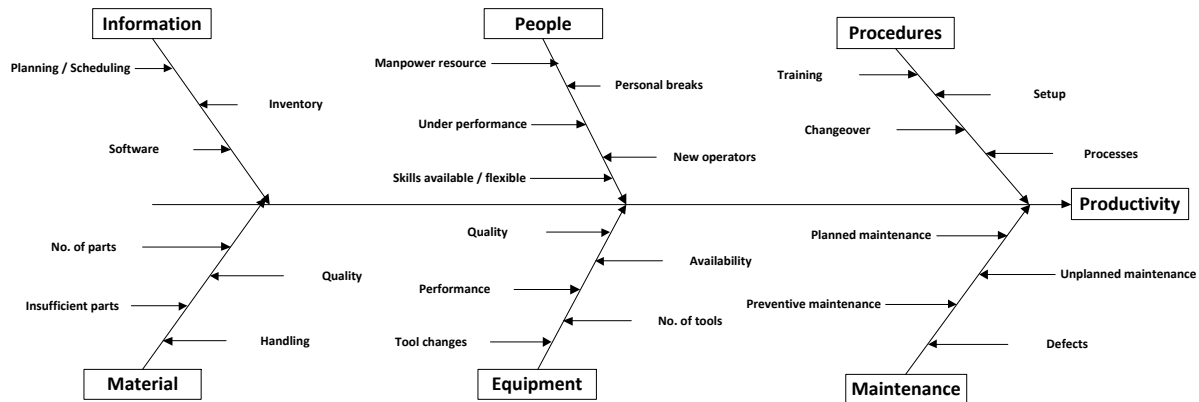 Information
People
Procedures
Planning / Scheduling
Manpower resource
Training
Personal breaks
Setup
Inventory
Under performance
Changeover
Software
New operators
Processes
Skills available / flexible
Productivity
No. of parts
Quality
Planned maintenance
Quality
Availability
Unplanned maintenance
Insufficient parts
Performance
Preventive maintenance
No. of tools
Handling
Tool changes
Defects
Material
Equipment
Maintenance